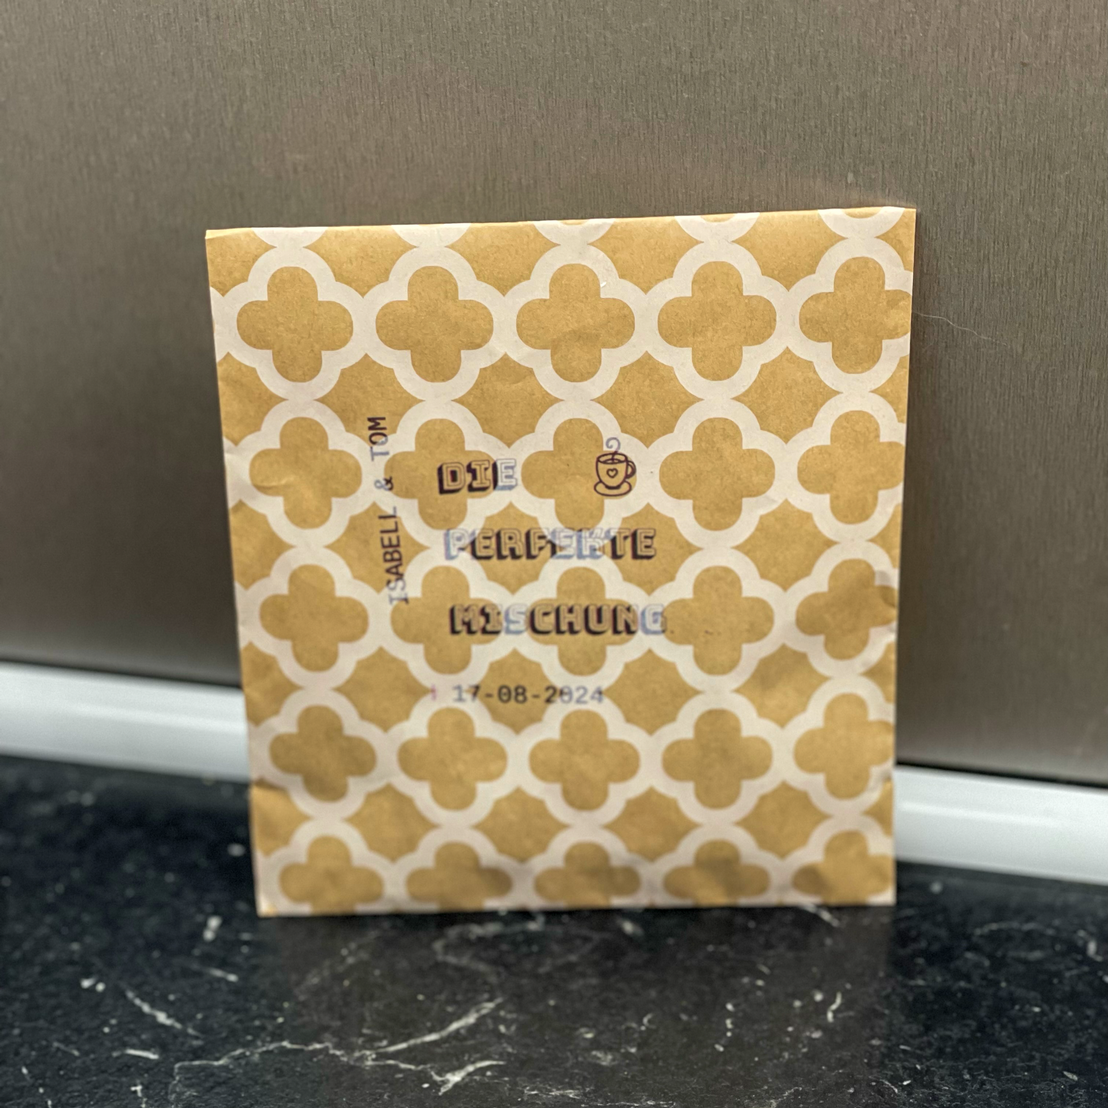 ISABELL & TOM
DIE
PERFEKTE
MISCHUNG
17-08-2024